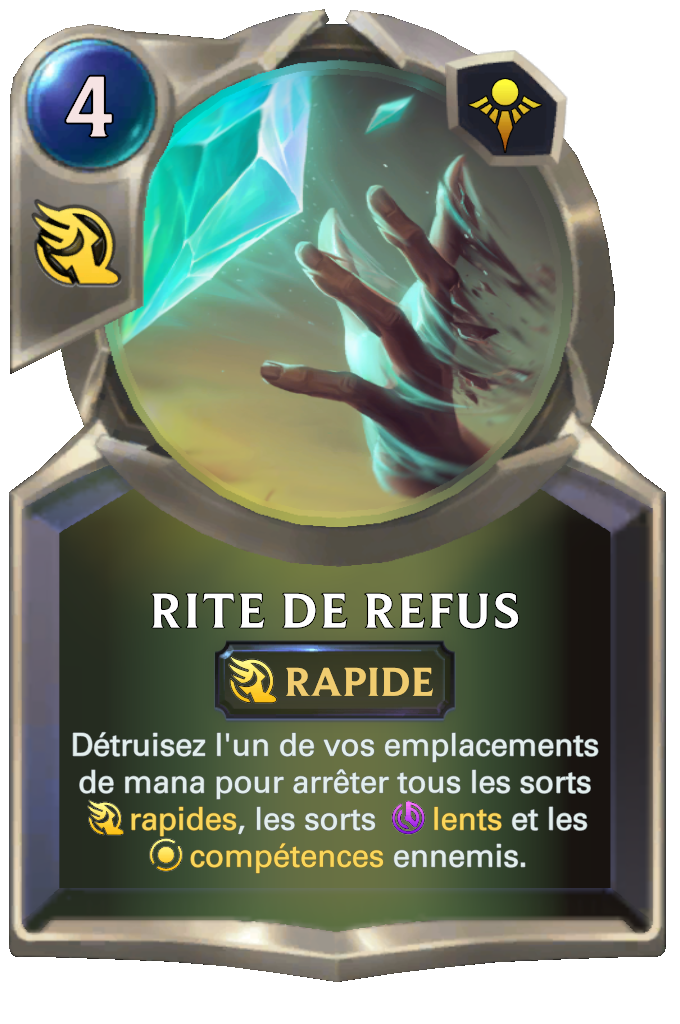 4
RITE DE REFUS
RAPIDE
Détruisez l'un de vos emplacements
de mana pour arrêter tous les sorts
rapides, les sorts lents et les
compétences ennemis.